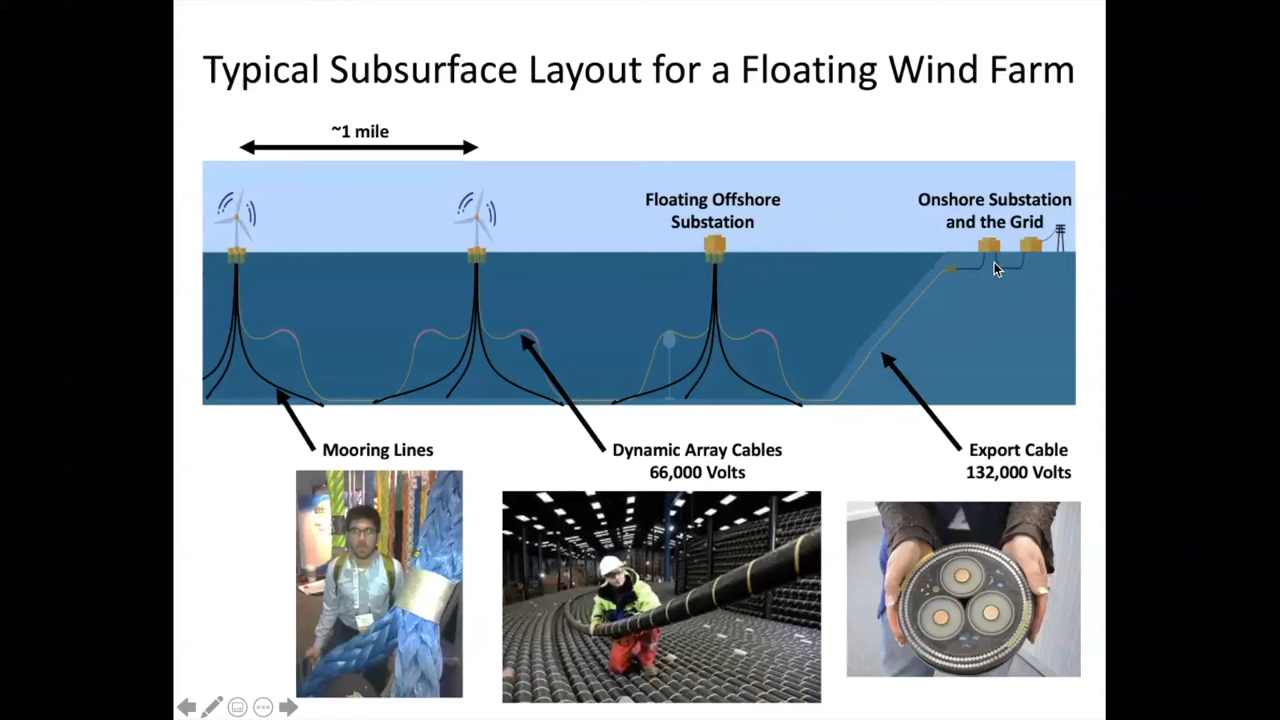 Typical Subsurface Layout for a Floating Wind Farm
~1 mile
Floating Offshore
Substation
Onshore Substation
and the Grid
Mooring Lines
Dynamic Array Cables
66,000 Volts
Export Cable
132,000 Volts